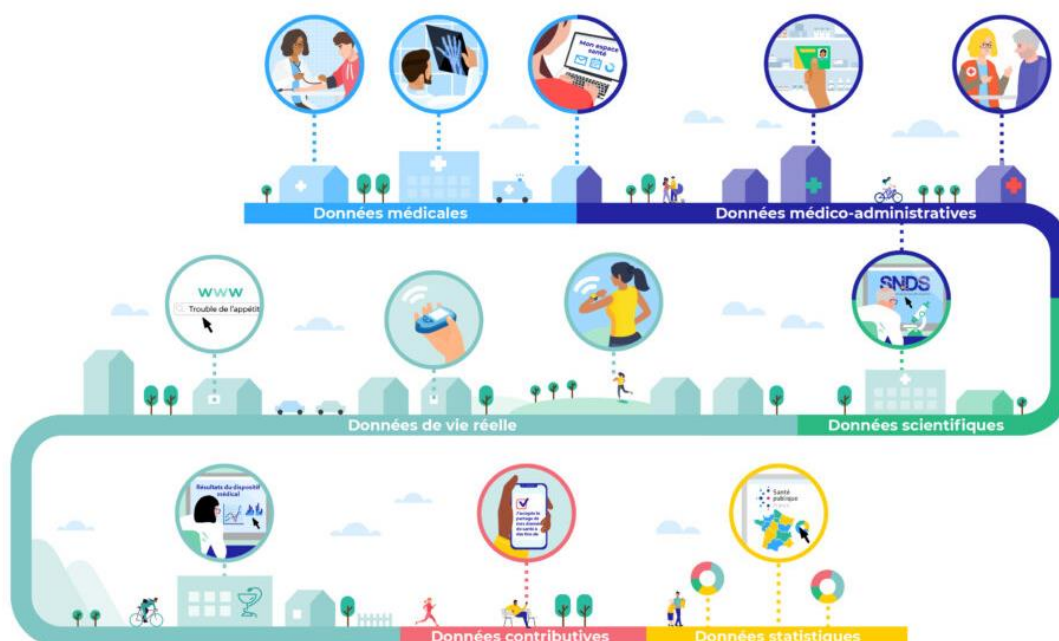 Mon espace
santé
Données médicales
Données médico-administratives
www
Trouble de l'appétit
SNDS
Données de vie réelle
Données scientifiques
Résultats du dispositif
médical
J'accepte le
partage de
mes données
de santé à
des fins de
Santé
publique
France
Données contributives
Données statistiques